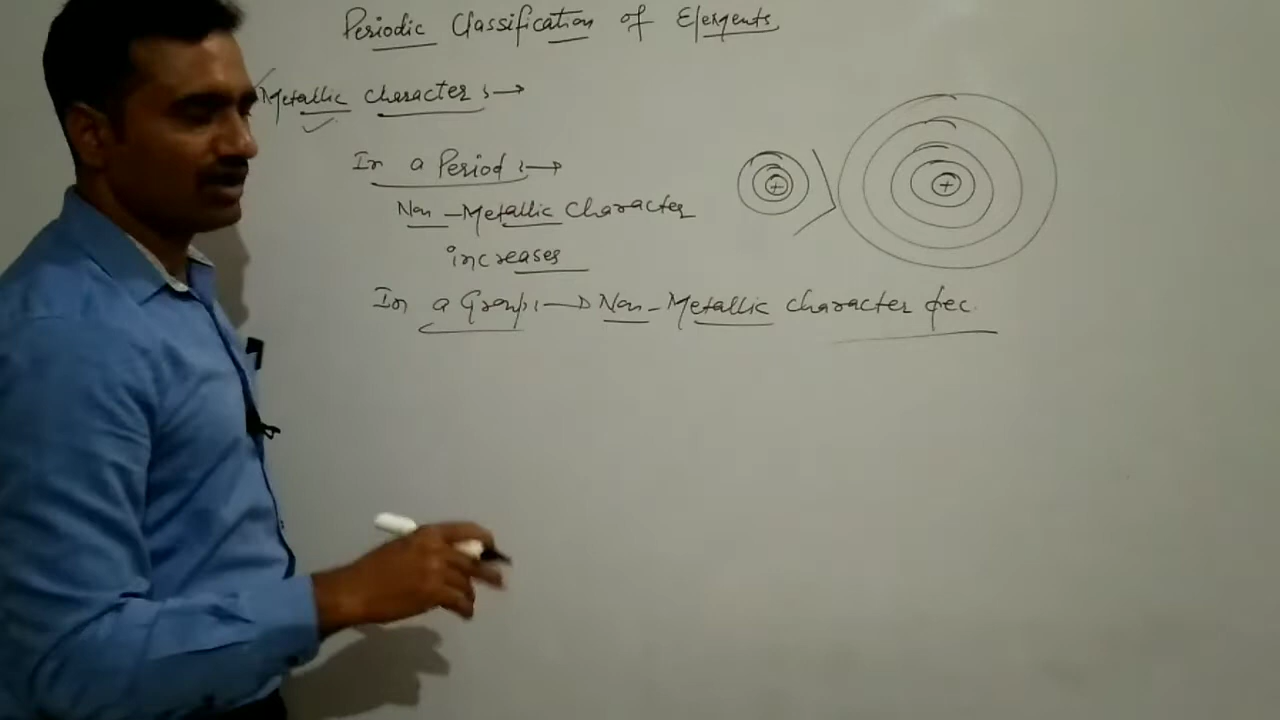 Periodic Classification of Elements
Metallic character :→
In a Period :→
Non-Metallic Character
increases
In a Group :→ Non-Metallic character dec.
+
+